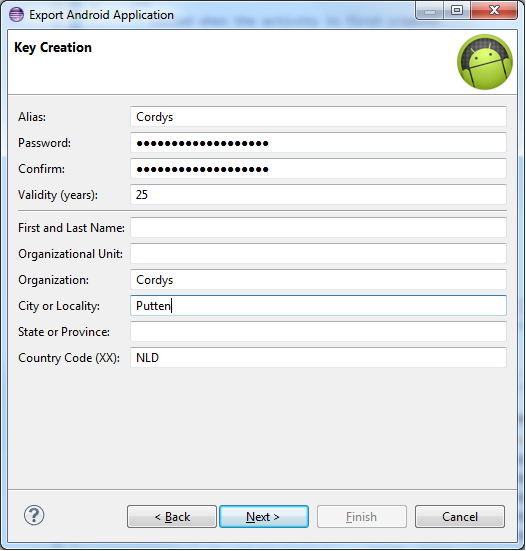 Export Android Application
Key Creation
Alias: Cordys
Password: ●●●●●●●●●●●●●●●●●●●
Confirm: ●●●●●●●●●●●●●●●●●●●
Validity (years): 25
First and Last Name:
Organizational Unit:
Organization: Cordys
City or Locality: Putten
State or Province:
Country Code (XX): NLD
?
< Back Next > Finish Cancel